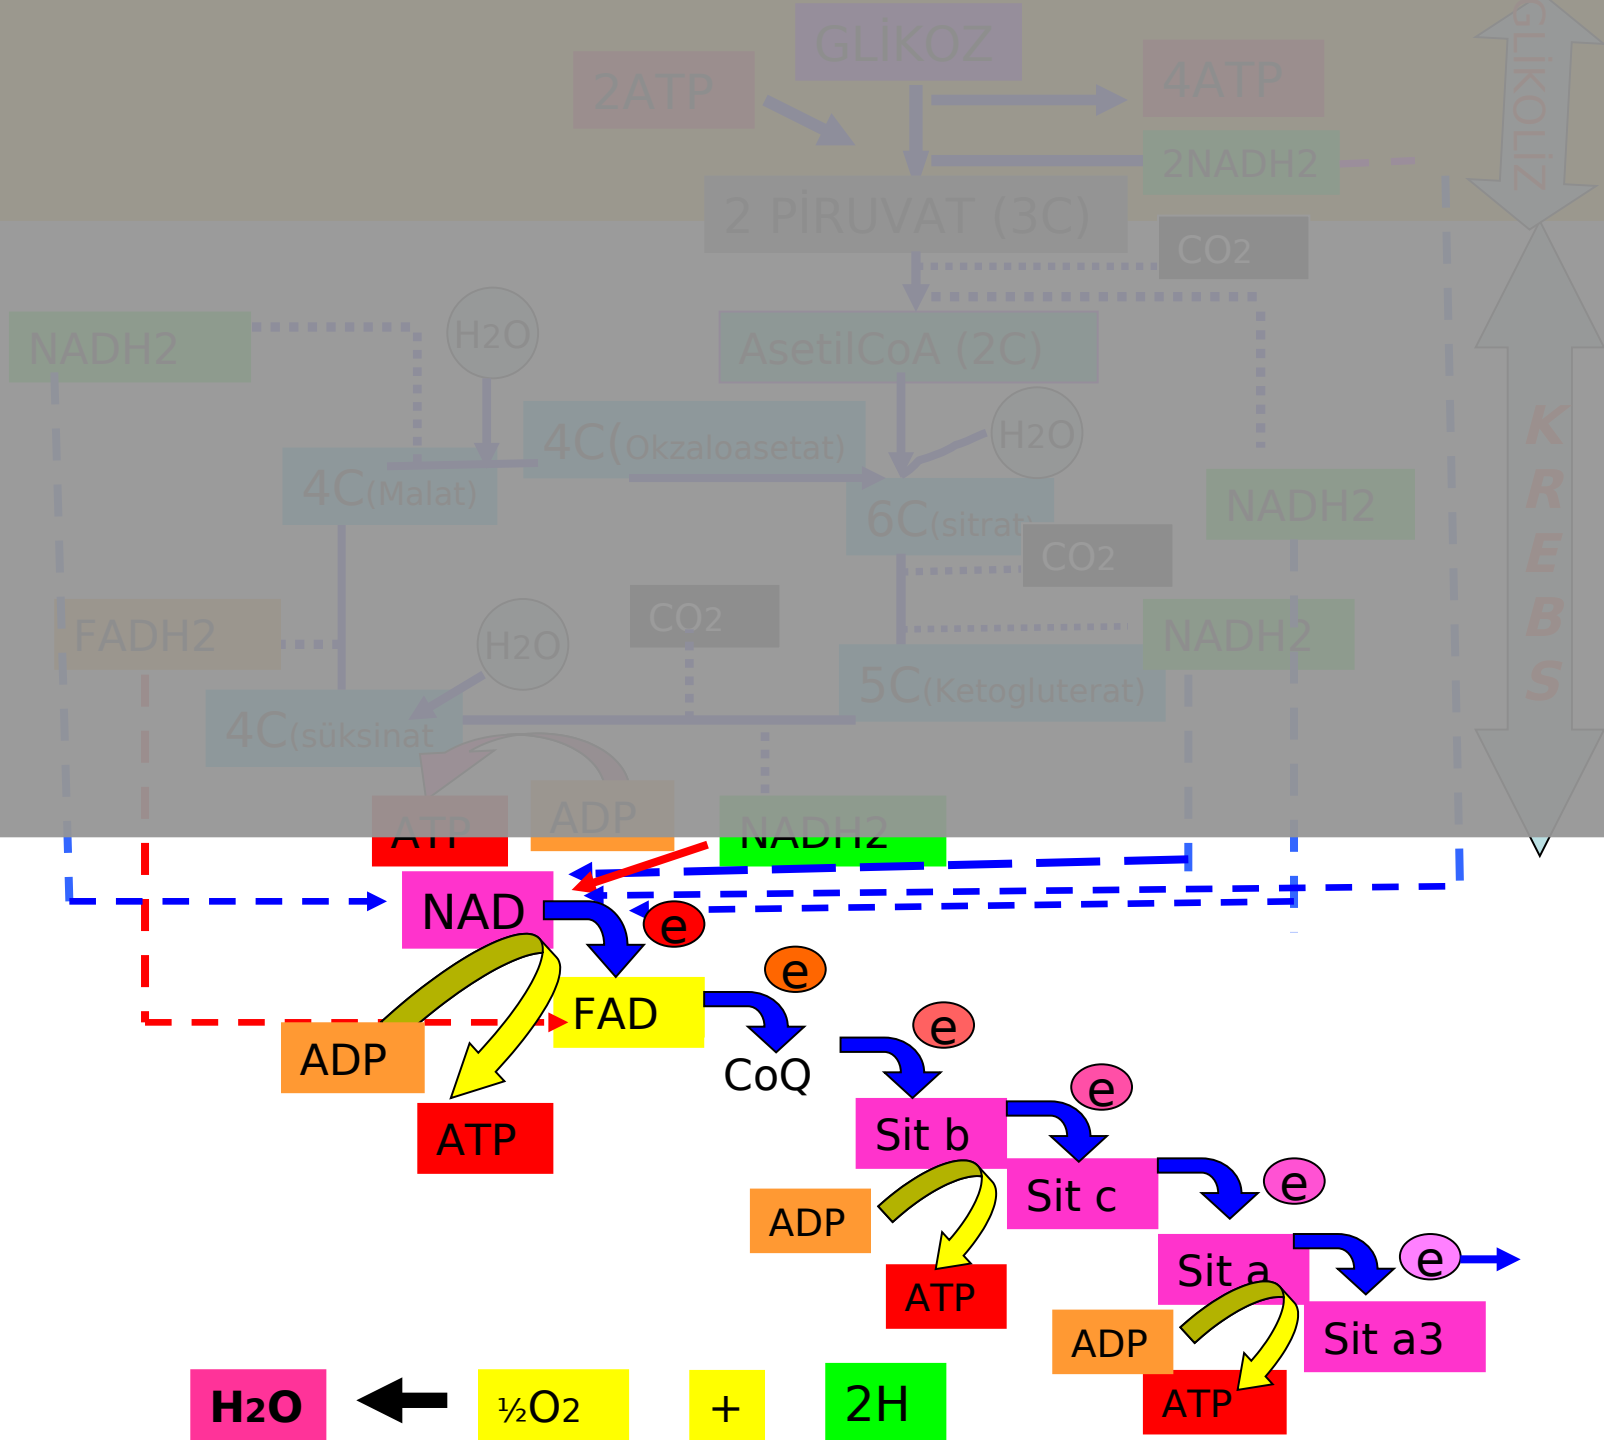 GLİKOZ
2ATP
4ATP
2NADH2
GLİKOLİZ
2 PİRUVAT (3C)
CO2
NADH2
H2O
AsetilCoA (2C)
4C(Okzaloasetat)
H2O
4C(Malat)
6C(sitrat
NADH2
CO2
KREBS
FADH2
H2O
CO2
NADH2
5C(Ketogluterat)
4C(süksinat
ATP
ADP
NADH2
NAD
e
FAD
e
ADP
CoQ
e
ATP
Sit b
e
Sit c
e
ADP
ATP
Sit a
e
ADP
Sit a3
ATP
H2O
½O2
+
2H